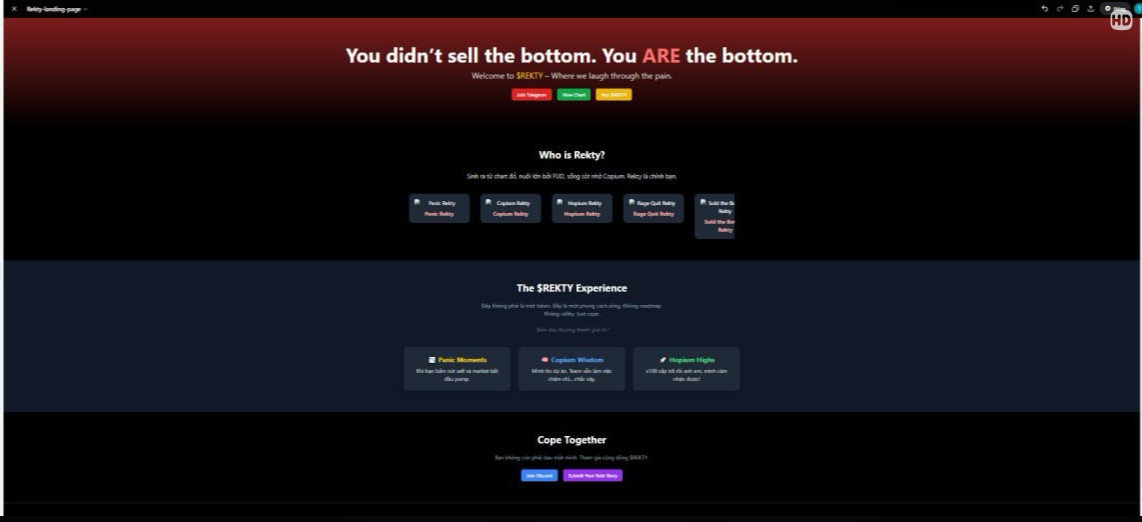 Rekty-landing-page
HD
You didn’t sell the bottom. You ARE the bottom.
Welcome to $REKTY – Where we laugh through the pain.
Join Telegram
View Chart
Buy $REKTY
Who is Rekty?
Sinh ra từ chart đỏ, nuôi lớn bởi FUD, sống sót nhờ Copium. Rekty là chính bạn.
Panic Rekty
Copium Rekty
Hopium Rekty
Rage Quit Rekty
Sold the Bot
Rekty
Panic Rekty
Copium Rekty
Hopium Rekty
Rage Quit Rekty
Sold the Bot
Rekty
The $REKTY Experience
Đây không phải là một token. Đây là một phong cách sống. Không roadmap.
Không utility. Just cope.
"Biến đau thương thành giải trí."
Panic Moments
Khi bạn bấm nút sell và market bắt
đầu pump.
Copium Wisdom
Mình tin dự án. Team vẫn làm việc
chăm chỉ... chắc vậy.
Hopium Highs
x100 sắp tới rồi anh em, mình cảm
nhận được!
Cope Together
Bạn không cần phải đau một mình. Tham gia cộng đồng $REKTY.
Join Discord
Submit Your Rekt Story